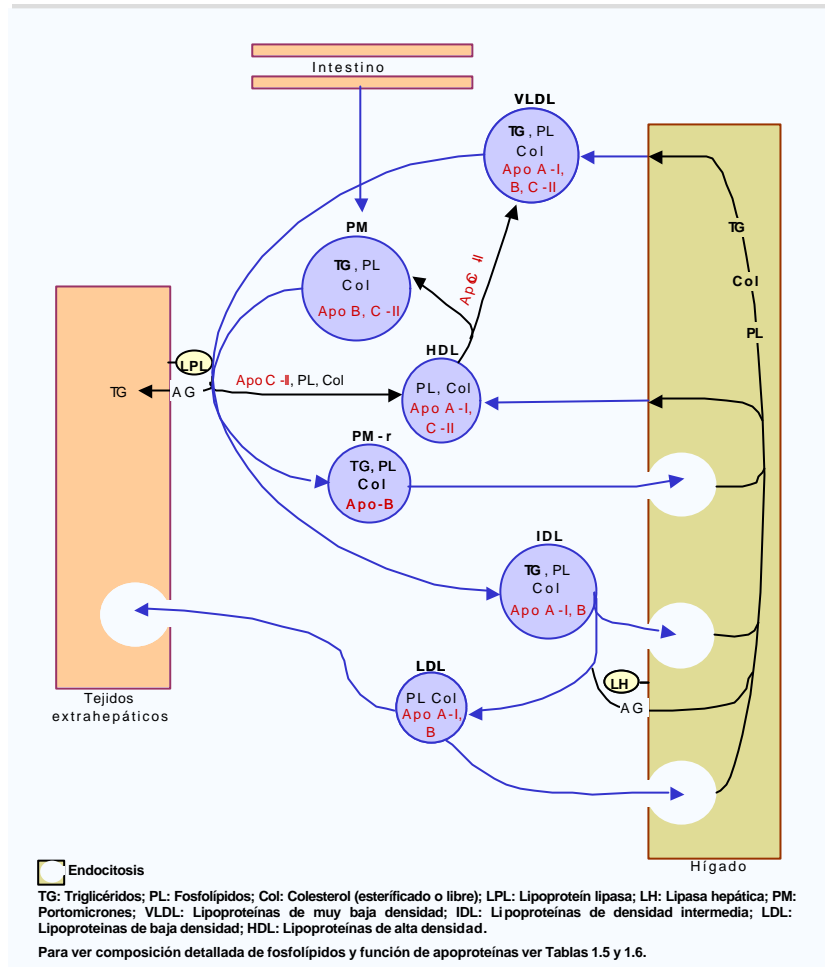 Intestino
VLDL
TG, PL
Col
Apo A-I,
B, C-II
PM
TG, PL
Col
Apo B, C-II
Apo C-II
TG
Col
PL
LPL
TG
AG
Apo C-II, PL, Col
HDL
PL, Col
Apo A-I,
C-II
PM-r
TG, PL
Col
Apo-B
IDL
TG, PL
Col
Apo A-I, B
LDL
PL Col
Apo A-I,
B
LH
AG
Tejidos
extrahepáticos
Hígado
Endocitosis
TG: Triglicéridos; PL: Fosfolípidos; Col: Colesterol (esteríficado o libre); LPL: Lipoproteín lipasa; LH: Lipasa hepática; PM:
Portomicrones; VLDL: Lipoproteínas de muy baja densidad; IDL: Lipoproteínas de densidad intermedia; LDL:
Lipoproteinas de baja densidad; HDL: Lipoproteínas de alta densidad.
Para ver composición detallada de fosfolípidos y función de apoproteínas ver Tablas 1.5 y 1.6.